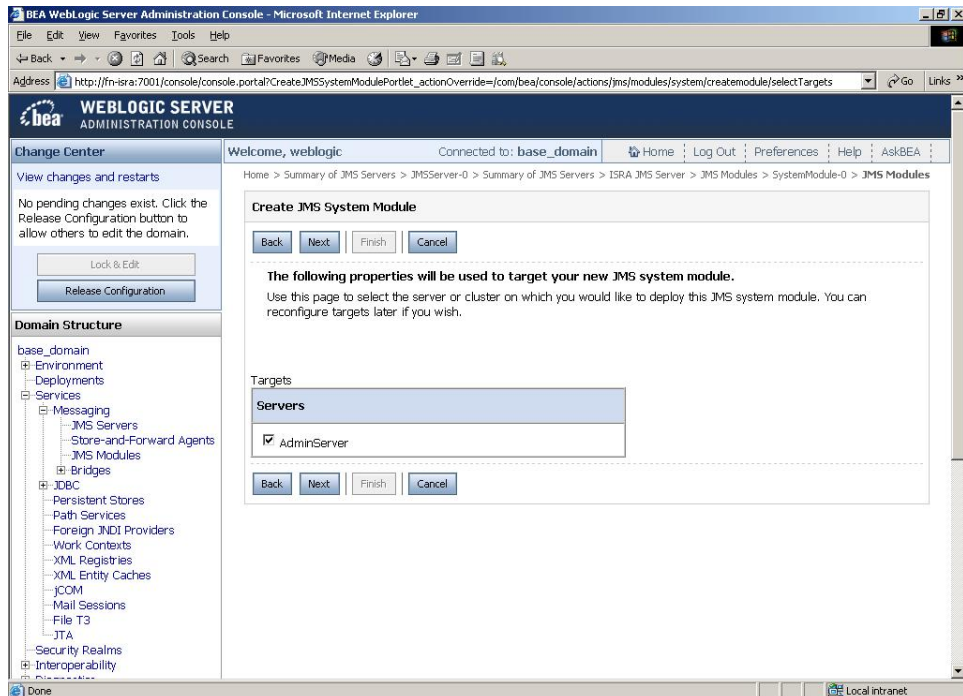 BEA WebLogic Server Administration Console - Microsoft Internet Explorer
File Edit View Favorites Tools Help
Back Search Favorites Media
Address http://fn-isra:7001/console/console.portal?CreateJMSSystemModulePortlet_actionOverride=/com/bea/console/actions/jms/modules/system/createmodule/selectTargets Go Links »
bea WEBLOGIC SERVER
ADMINISTRATION CONSOLE
Change Center
View changes and restarts
No pending changes exist. Click the
Release Configuration button to
allow others to edit the domain.
Lock & Edit
Release Configuration
Domain Structure
base_domain
Environment
Deployments
Services
Messaging
JMS Servers
Store-and-Forward Agents
JMS Modules
Bridges
JDBC
Persistent Stores
Path Services
Foreign JNDI Providers
Work Contexts
XML Registries
XML Entity Caches
jCOM
Mail Sessions
File T3
JTA
Security Realms
Interoperability
Diagnostics
Welcome, weblogic Connected to: base_domain Home Log Out Preferences Help AskBEA
Home > Summary of JMS Servers > JMSServer-0 > Summary of JMS Servers > ISRA JMS Server > JMS Modules > SystemModule-0 > JMS Modules
Create JMS System Module
Back Next Finish Cancel
The following properties will be used to target your new JMS system module.
Use this page to select the server or cluster on which you would like to deploy this JMS system module. You can
reconfigure targets later if you wish.
Targets
Servers
AdminServer
Back Next Finish Cancel
Done Local intranet